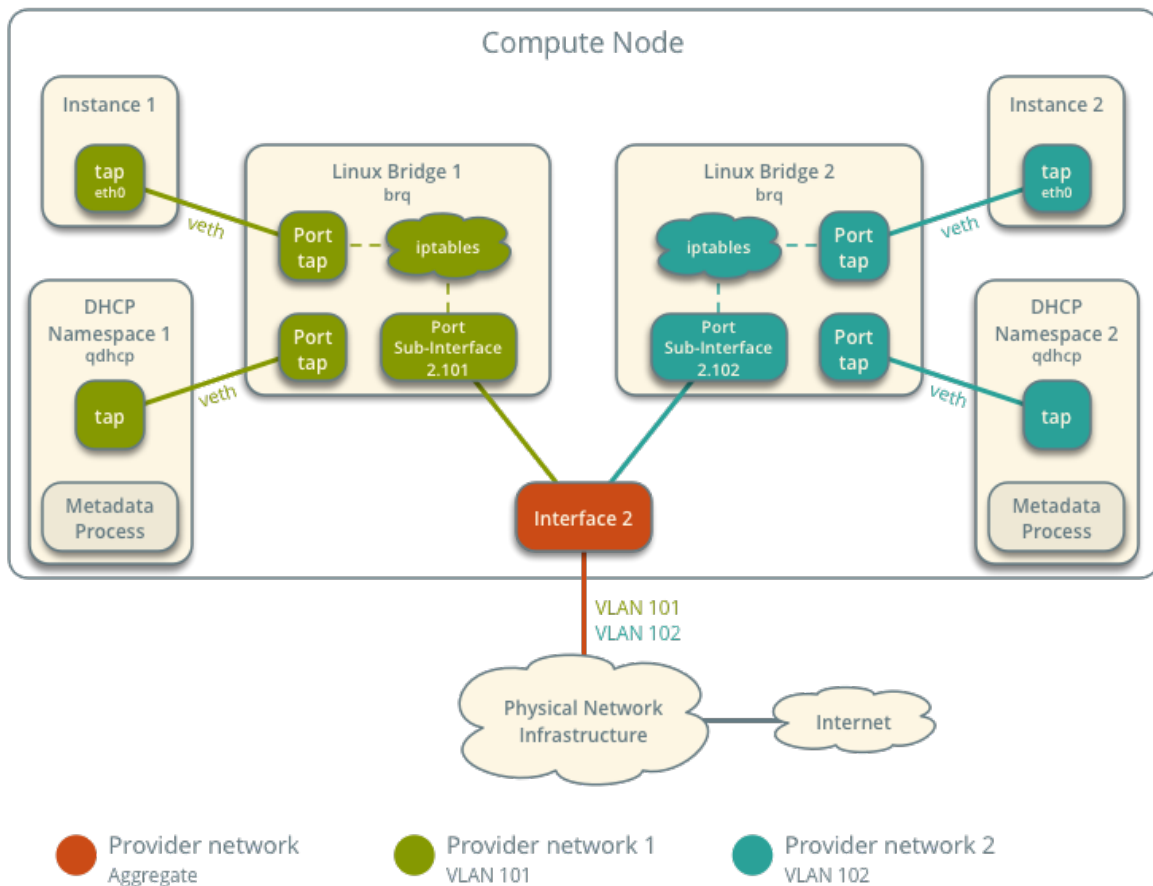 Compute Node
Instance 1
tap
eth0
veth
Linux Bridge 1
brq
Port
tap
iptables
Port
tap
Port
Sub-Interface
2.101
DHCP
Namespace 1
qdhcp
tap
veth
Metadata
Process
Linux Bridge 2
brq
iptables
Port
tap
Port
Sub-Interface
2.102
Port
tap
Instance 2
tap
eth0
veth
DHCP
Namespace 2
qdhcp
tap
veth
Metadata
Process
Interface 2
VLAN 101
VLAN 102
Physical Network
Infrastructure
Internet
Provider network
Aggregate
Provider network 1
VLAN 101
Provider network 2
VLAN 102